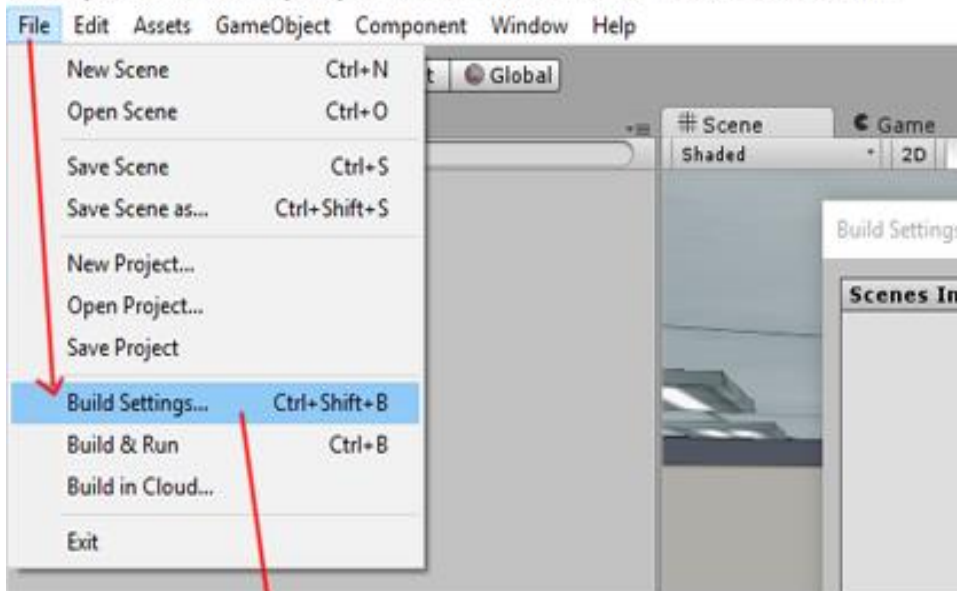 File Edit Assets GameObject Component Window Help
New Scene Ctrl+N
Global
Open Scene Ctrl+O
Scene Game
Save Scene Ctrl+S
Shaded 2D
Save Scene as... Ctrl+Shift+S
Build Settings
New Project...
Open Project...
Scenes In
Save Project
Build Settings... Ctrl+Shift+B
Build & Run Ctrl+B
Build in Cloud...
Exit